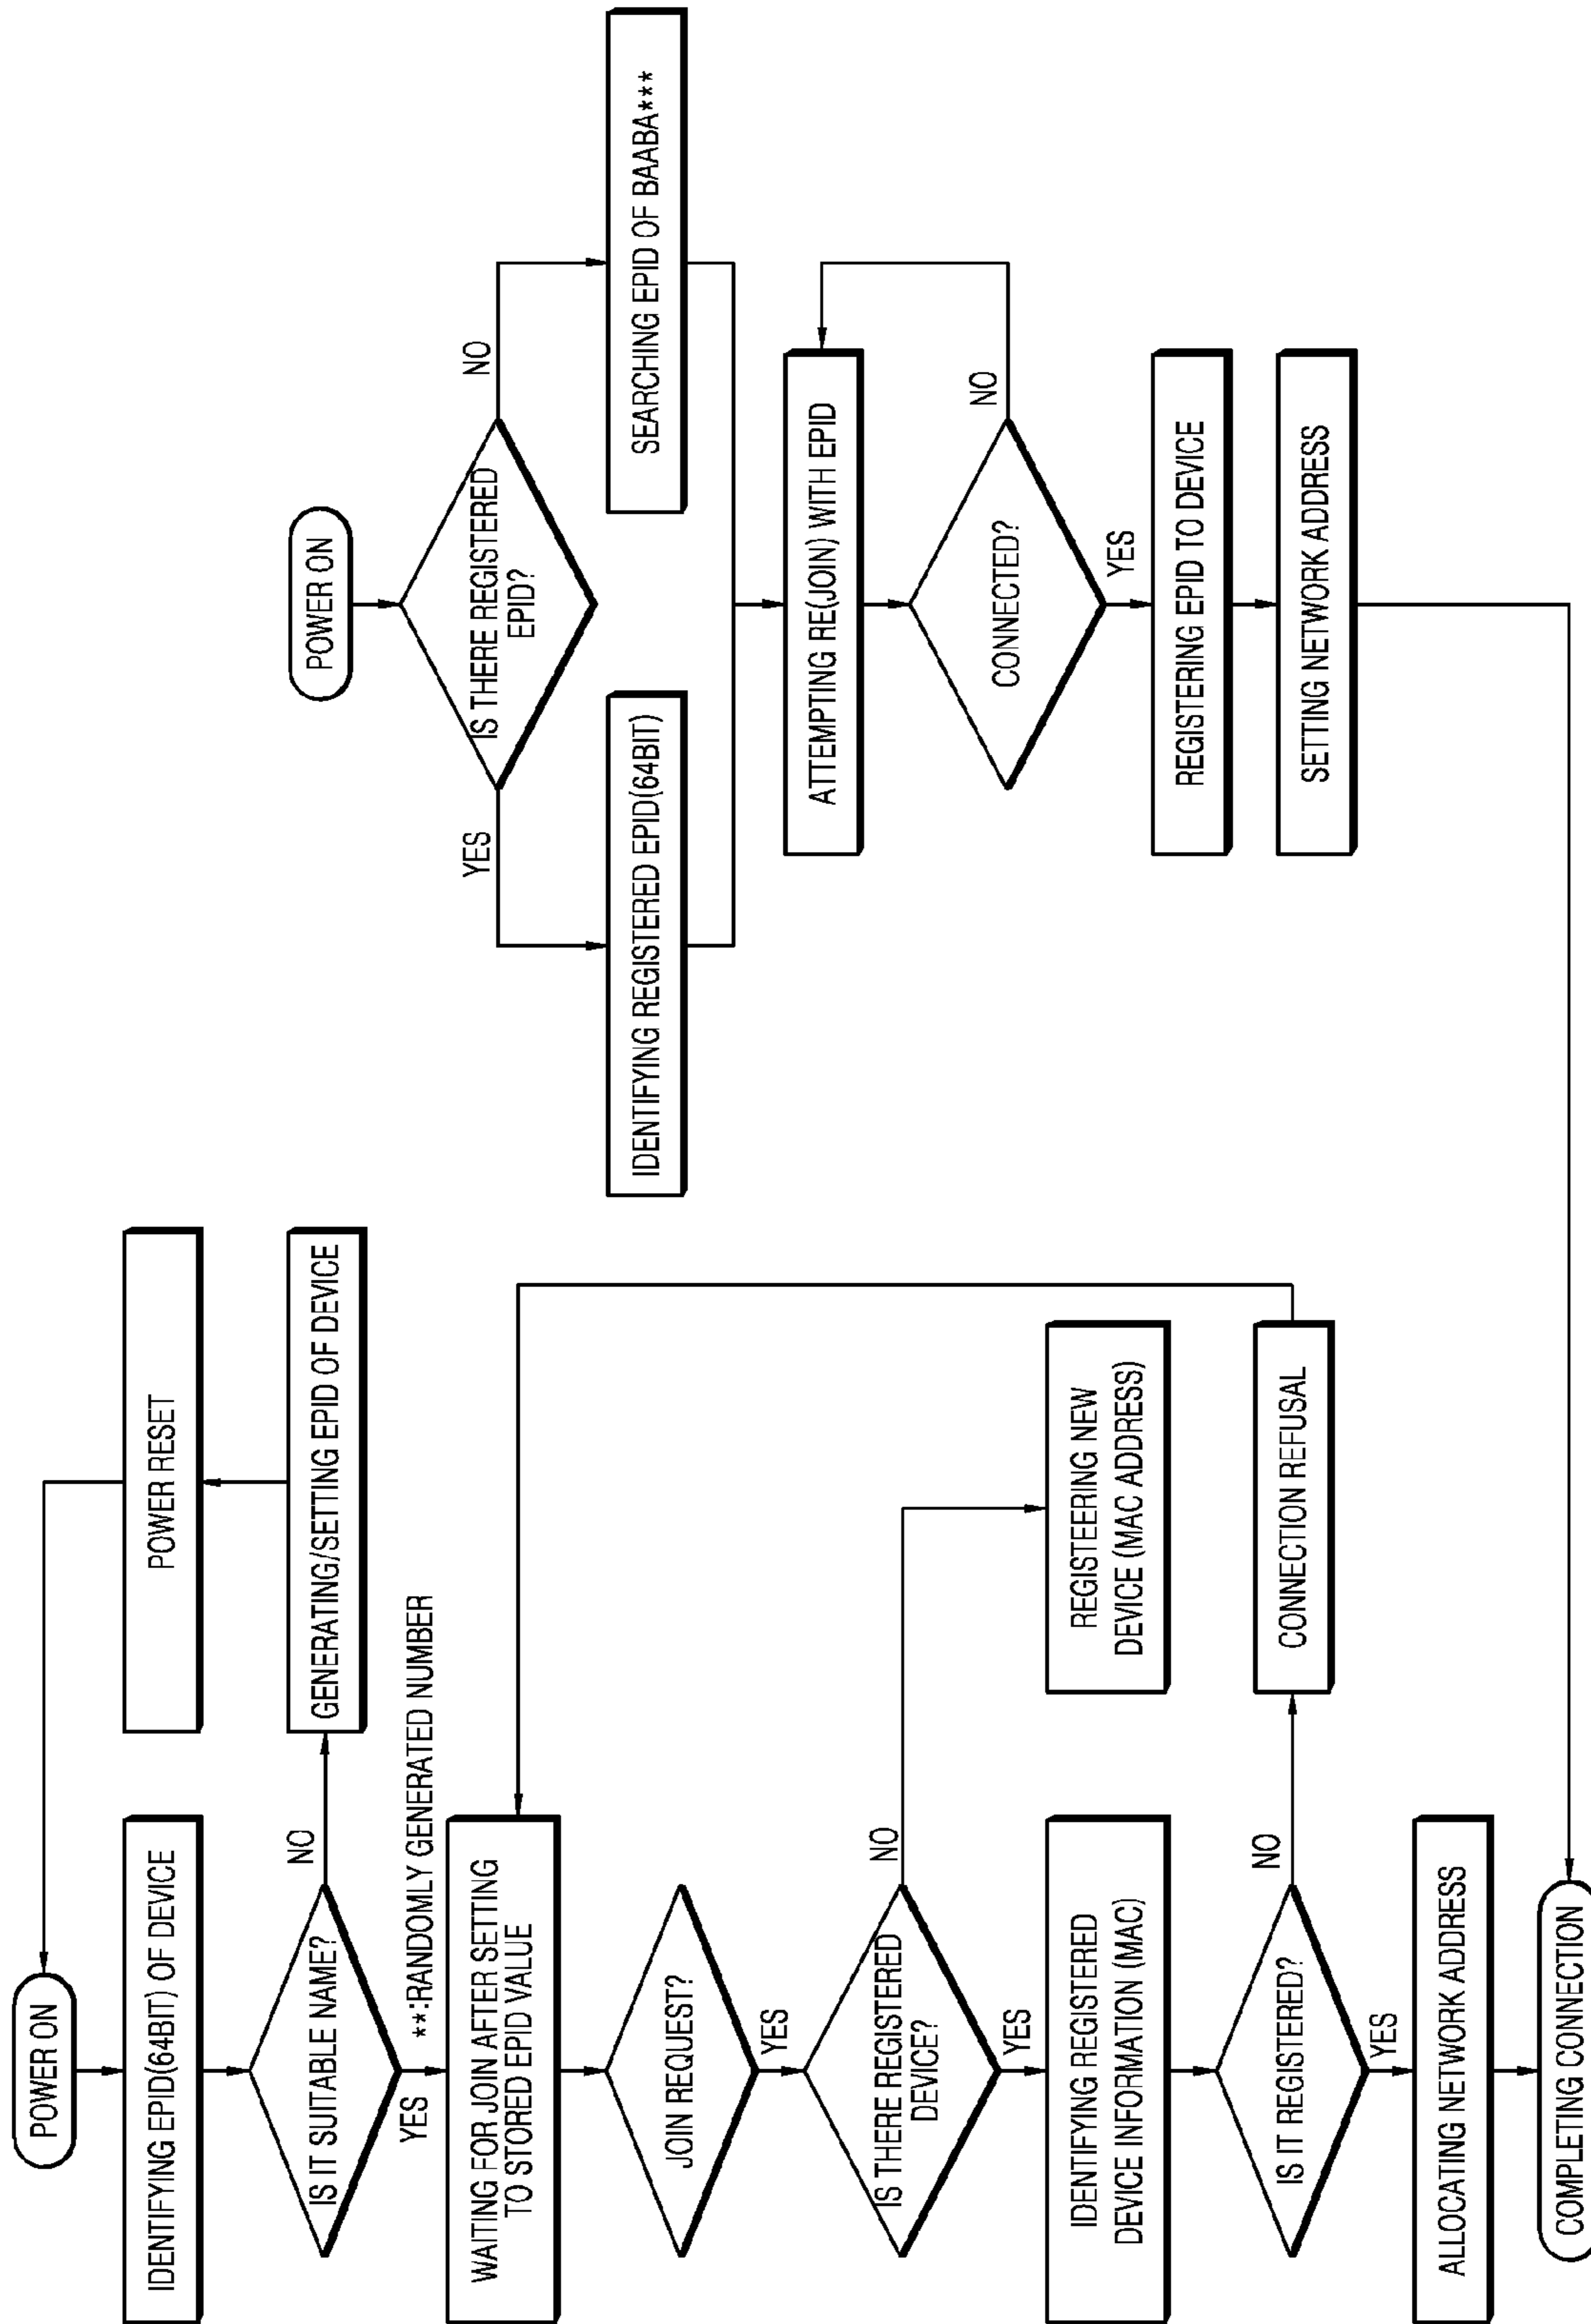 POWER ON
IDENTIFYING EPID(64BIT) OF DEVICE
IS IT SUITABLE NAME?
NO
GENERATING/SETTING EPID OF DEVICE
POWER RESET
YES
**:RANDOMLY GENERATED NUMBER
WAITING FOR JOIN AFTER SETTING
TO STORED EPID VALUE
JOIN REQUEST?
YES
IS THERE REGISTERED
DEVICE?
NO
REGISTEERING NEW
DEVICE (MAC ADDRESS)
YES
IDENTIFYING REGISTERED
DEVICE INFORMATION (MAC)
IS IT REGISTERED?
NO
CONNECTION REFUSAL
YES
ALLOCATING NETWORK ADDRESS
COMPLETING CONNECTION
POWER ON
IS THERE REGISTERED
EPID?
YES
NO
IDENTIFYING REGISTERED EPID(64BIT)
SEARCHING EPID OF BAABA***
ATTEMPTING RE(JOIN) WITH EPID
CONNECTED?
NO
YES
REGISTERING EPID TO DEVICE
SETTING NETWORK ADDRESS